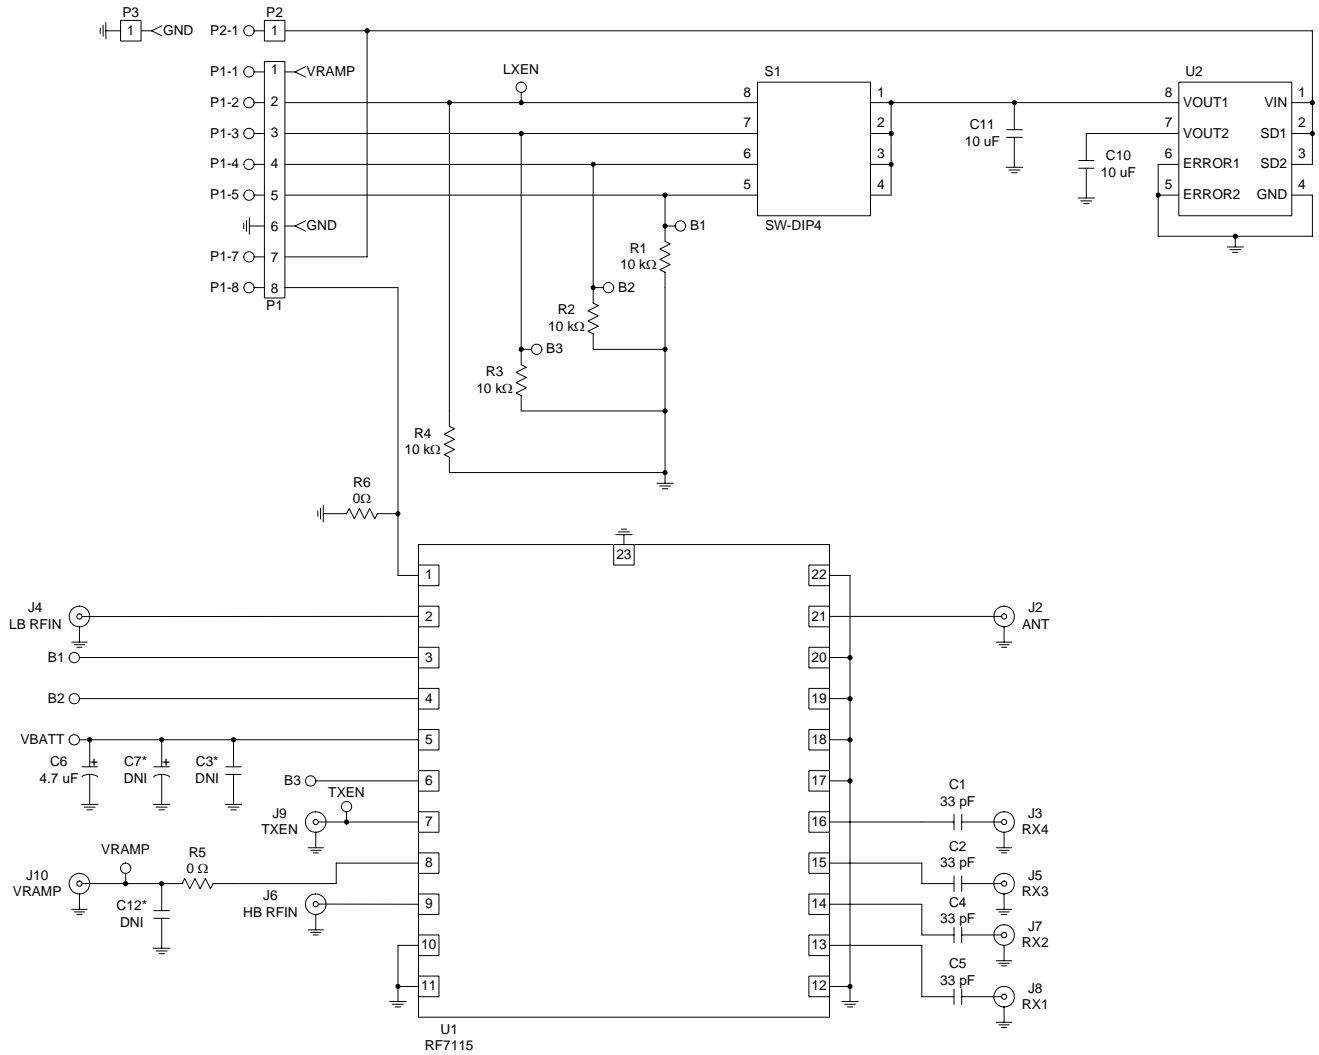 P3
1
GND
P2-1
P2
1
P1-1
1
VRAMP
P1-2
2
P1-3
3
P1-4
4
P1-5
5
6
GND
P1-7
7
P1-8
8
P1
LXEN
S1
8
7
6
5
1
2
3
4
SW-DIP4
C11
10 uF
C10
10 uF
U2
8
VOUT1
VIN
1
7
VOUT2
SD1
2
6
ERROR1
SD2
3
5
ERROR2
GND
4
B1
R1
10 kΩ
B2
R2
10 kΩ
B3
R3
10 kΩ
R4
10 kΩ
R6
0Ω
23
1
2
3
4
5
6
7
8
9
10
11
22
21
20
19
18
17
16
15
14
13
12
J4
LB RFIN
B1
B2
VBATT
C6
+
4.7 uF
C7*
+
DNI
C3*
DNI
B3
TXEN
J9
TXEN
VRAMP
R5
0 Ω
J10
VRAMP
C12*
DNI
J6
HB RFIN
U1
RF7115
J2
ANT
C1
33 pF
J3
RX4
C2
33 pF
J5
RX3
C4
33 pF
J7
RX2
C5
33 pF
J8
RX1